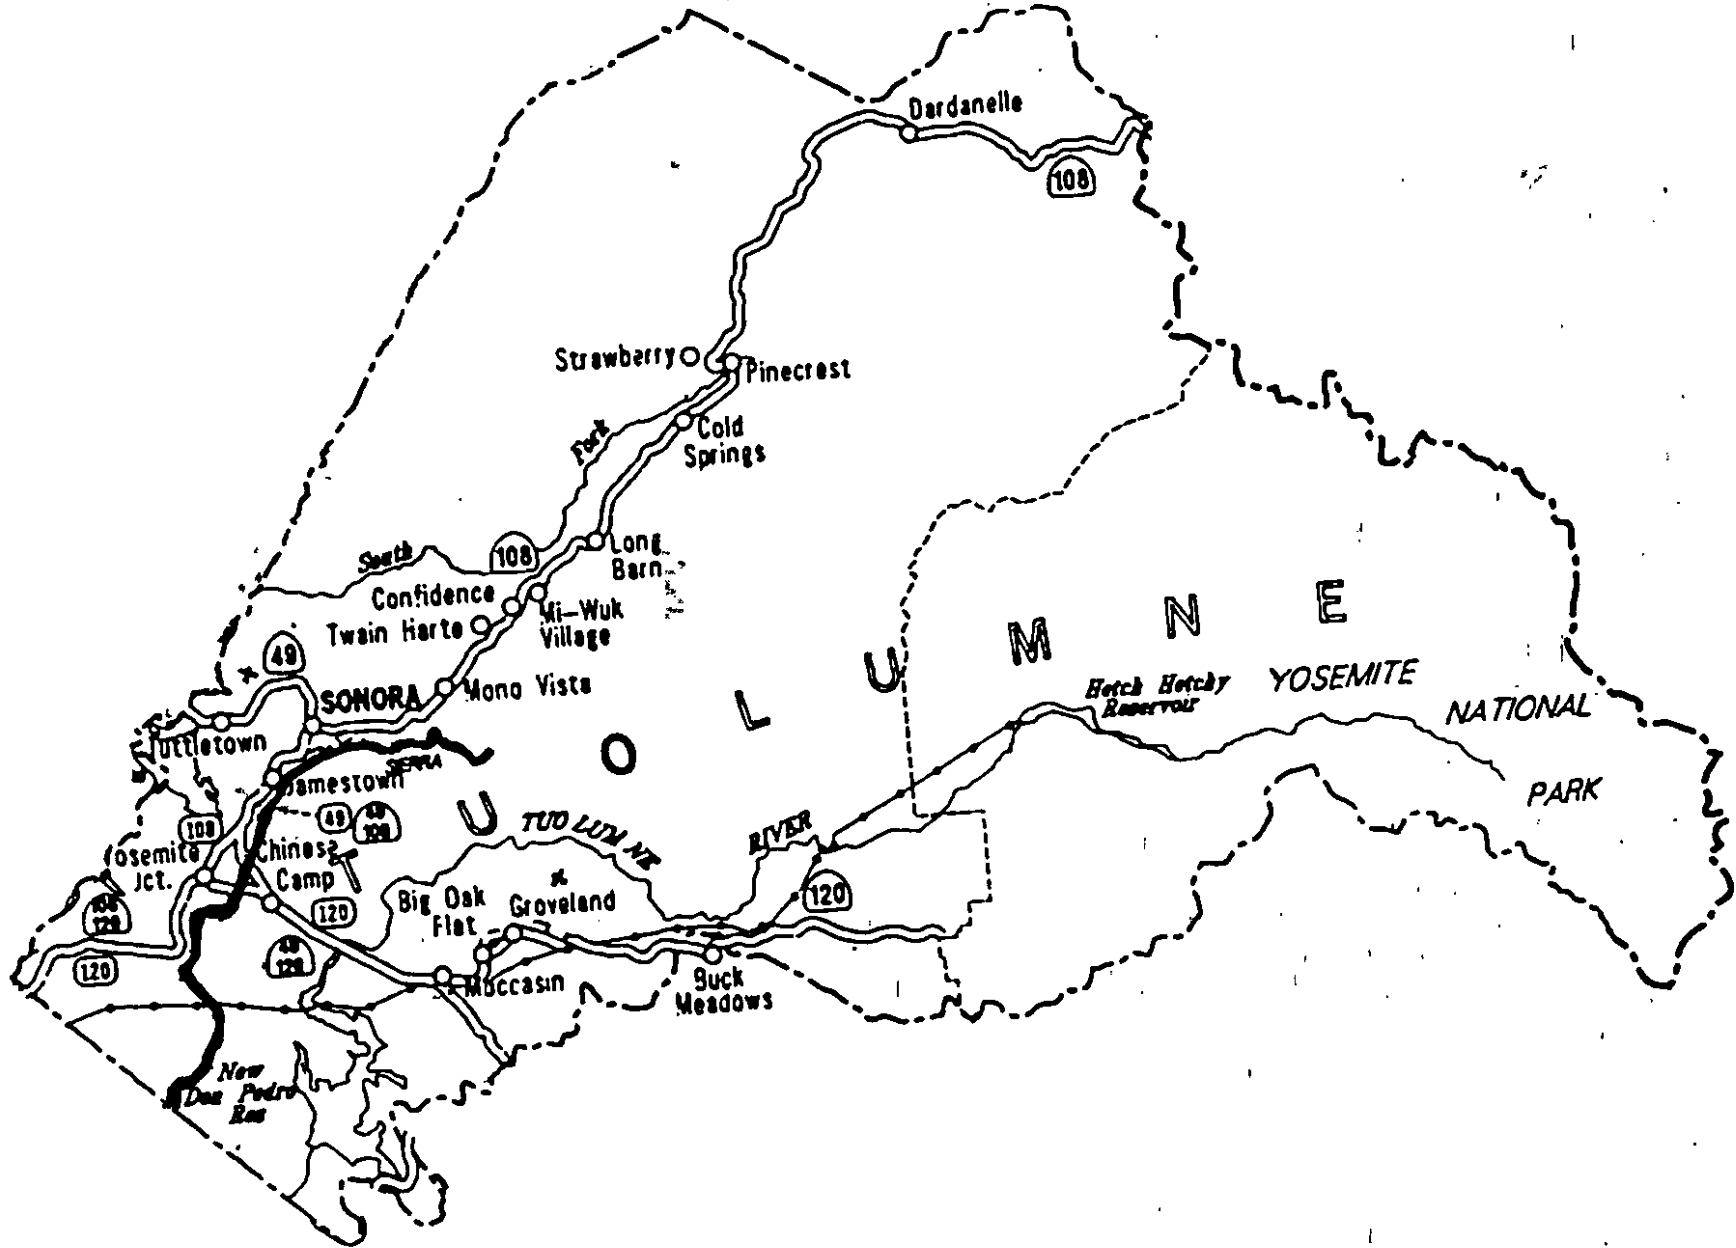 Dardanelle
108
Strawberry
Pinecrest
Cold
Springs
Fork
South
108
Long
Barn
Confidence
Mi-Wuk
Village
Twain Harte
49
SONORA
Mono Vista
Tuttletown
Jamestown
SIERRA
T U O L U M N E
Hetch Hetchy
Reservoir
YOSEMITE
NATIONAL
PARK
108
49
49
108
Yosemite
Jct.
Chinese
Camp
TUOLUMNE
RIVER
108
120
120
Big Oak
Flat
Groveland
120
120
49
120
Moccasin
Buck
Meadows
New
Don Pedro
Res